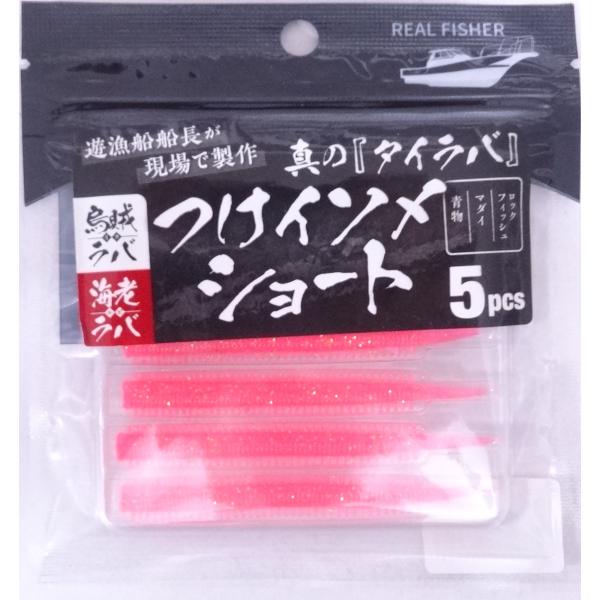 REAL FISHER
遊漁船船長が
現場で製作
真の『タイラバ』
烏賊
ラバ
海老
ラバ
つけイソメ
ショート
ロック
フィッシュ
マダイ
青物
5pcs